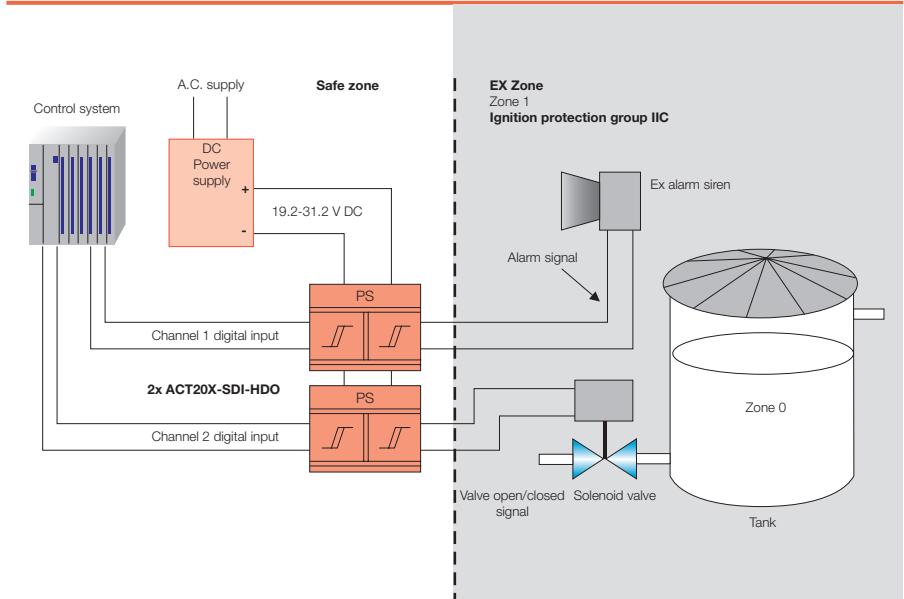 A.C. supply
Safe zone
EX Zone
Zone 1
Ignition protection group IIC
Control system
DC
Power
supply
+
19.2-31.2 V DC
-
Ex alarm siren
Alarm signal
PS
Channel 1 digital input
2x ACT20X-SDI-HDO
PS
Channel 2 digital input
Zone 0
Valve open/closed
signal
Solenoid valve
Tank